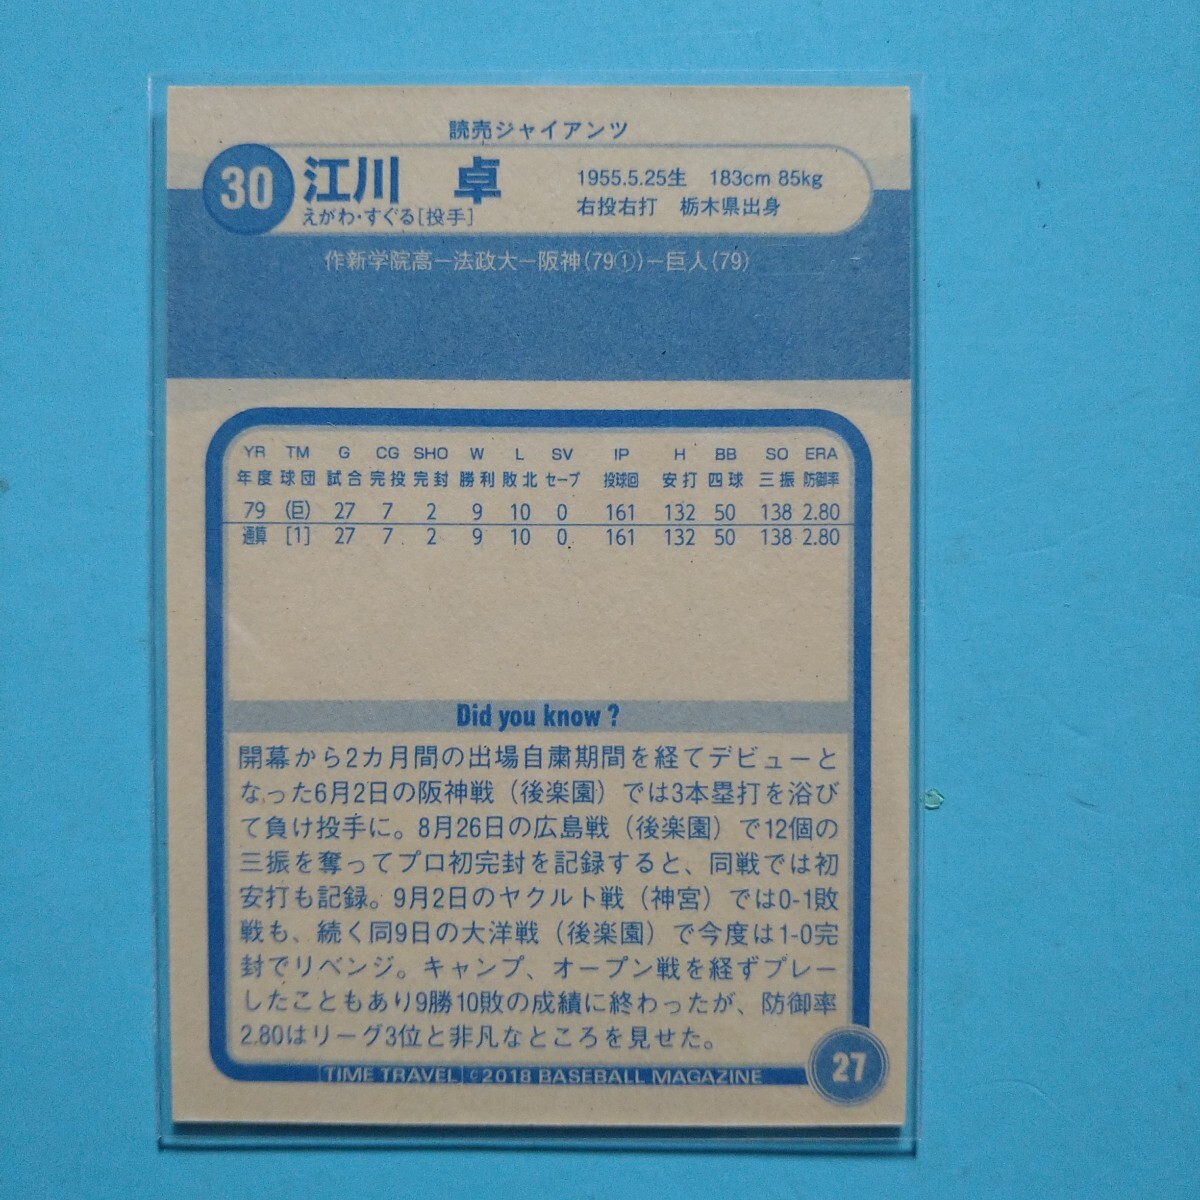 読売ジャイアンツ
30 江川 卓
えがわ・すぐる[投手]
1955.5.25生 183cm 85kg
右投右打 栃木県出身
作新学院高－法政大－阪神(79①)－巨人(79)
YR TM G CG SHO W L SV IP H BB SO ERA
年度 球団 試合 完投 完封 勝利 敗北 セーブ 投球回 安打 四球 三振 防御率
79 (巨) 27 7 2 9 10 0 161 132 50 138 2.80
通算 [1] 27 7 2 9 10 0 161 132 50 138 2.80
Did you know ?
開幕から2カ月間の出場自粛期間を経てデビューと
なった6月2日の阪神戦（後楽園）では3本塁打を浴び
て負け投手に。8月26日の広島戦（後楽園）で12個の
三振を奪ってプロ初完封を記録すると、同戦では初
安打も記録。9月2日のヤクルト戦（神宮）では0-1敗
戦も、続く同9日の大洋戦（後楽園）で今度は1-0完
封でリベンジ。キャンプ、オープン戦を経ずプレー
したこともあり9勝10敗の成績に終わったが、防御率
2.80はリーグ3位と非凡なところを見せた。
TIME TRAVEL ©2018 BASEBALL MAGAZINE
27